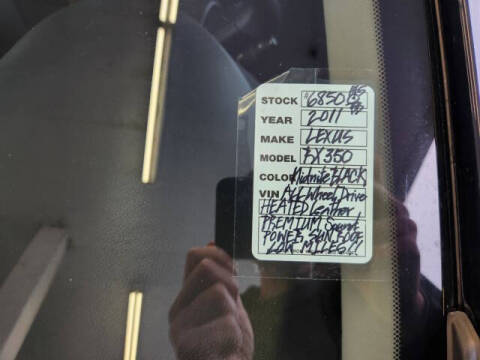 STOCK 6850
YEAR 2011
MAKE LEXUS
MODEL RX350
COLOR Midnite BLACK
VIN All Wheel Drive
HEATED Leather
PREMIUM Sound
POWER SUNROOF
LOW MILES!!